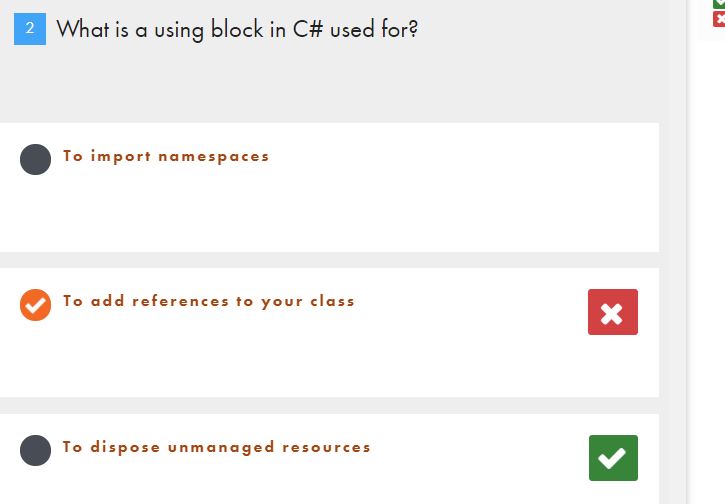 2 What is a using block in C# used for?
To import namespaces
To add references to your class
To dispose unmanaged resources